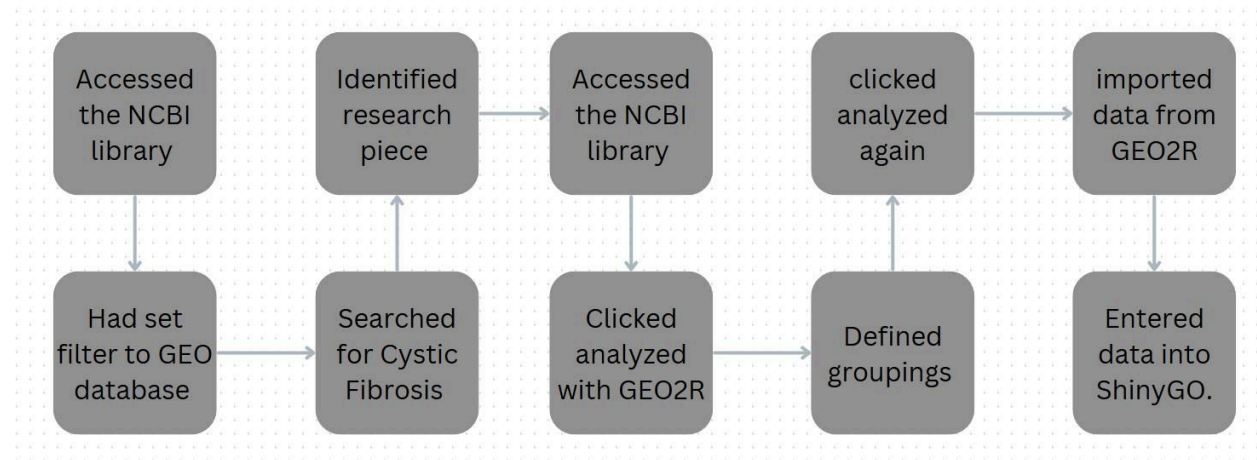 Accessed
the NCBI
library
Had set
filter to GEO
database
Searched
for Cystic
Fibrosis
Identified
research
piece
Accessed
the NCBI
library
Clicked
analyzed
with GEO2R
Defined
groupings
clicked
analyzed
again
imported
data from
GEO2R
Entered
data into
ShinyGO.